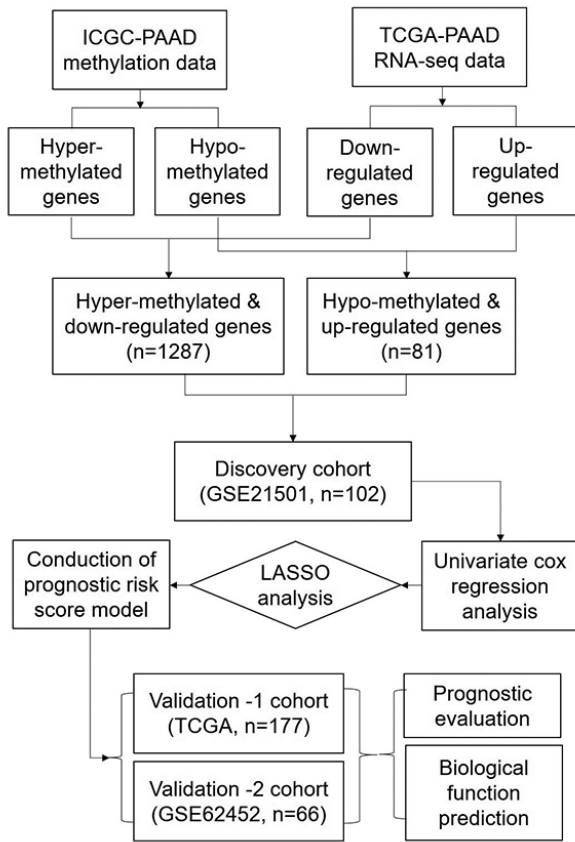 ICGC-PAAD
methylation data
TCGA-PAAD
RNA-seq data
Hyper-
methylated
genes
Hypo-
methylated
genes
Down-
regulated
genes
Up-
regulated
genes
Hyper-methylated &
down-regulated genes
(n=1287)
Hypo-methylated &
up-regulated genes
(n=81)
Discovery cohort
(GSE21501, n=102)
Univariate cox
regression
analysis
LASSO
analysis
Conduction of
prognostic risk
score model
Validation -1 cohort
(TCGA, n=177)
Validation -2 cohort
(GSE62452, n=66)
Prognostic
evaluation
Biological
function
prediction